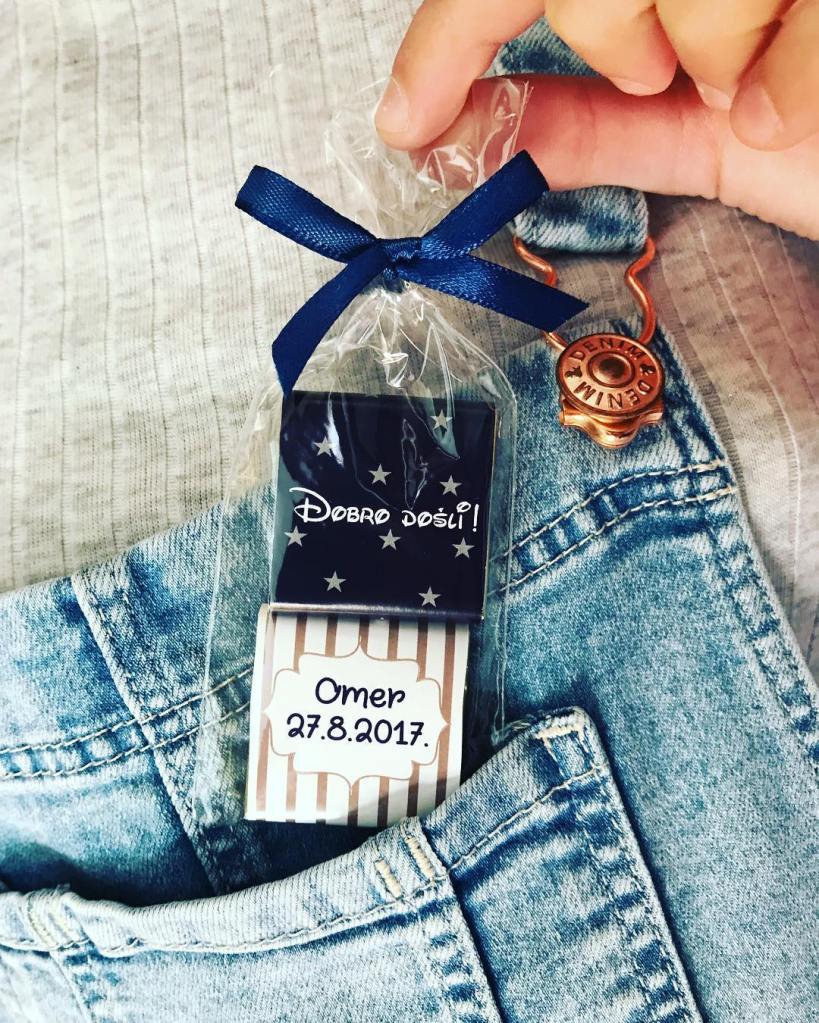 Dobro došli!
Omer
27.8.2017.
DENIM & DENIM &